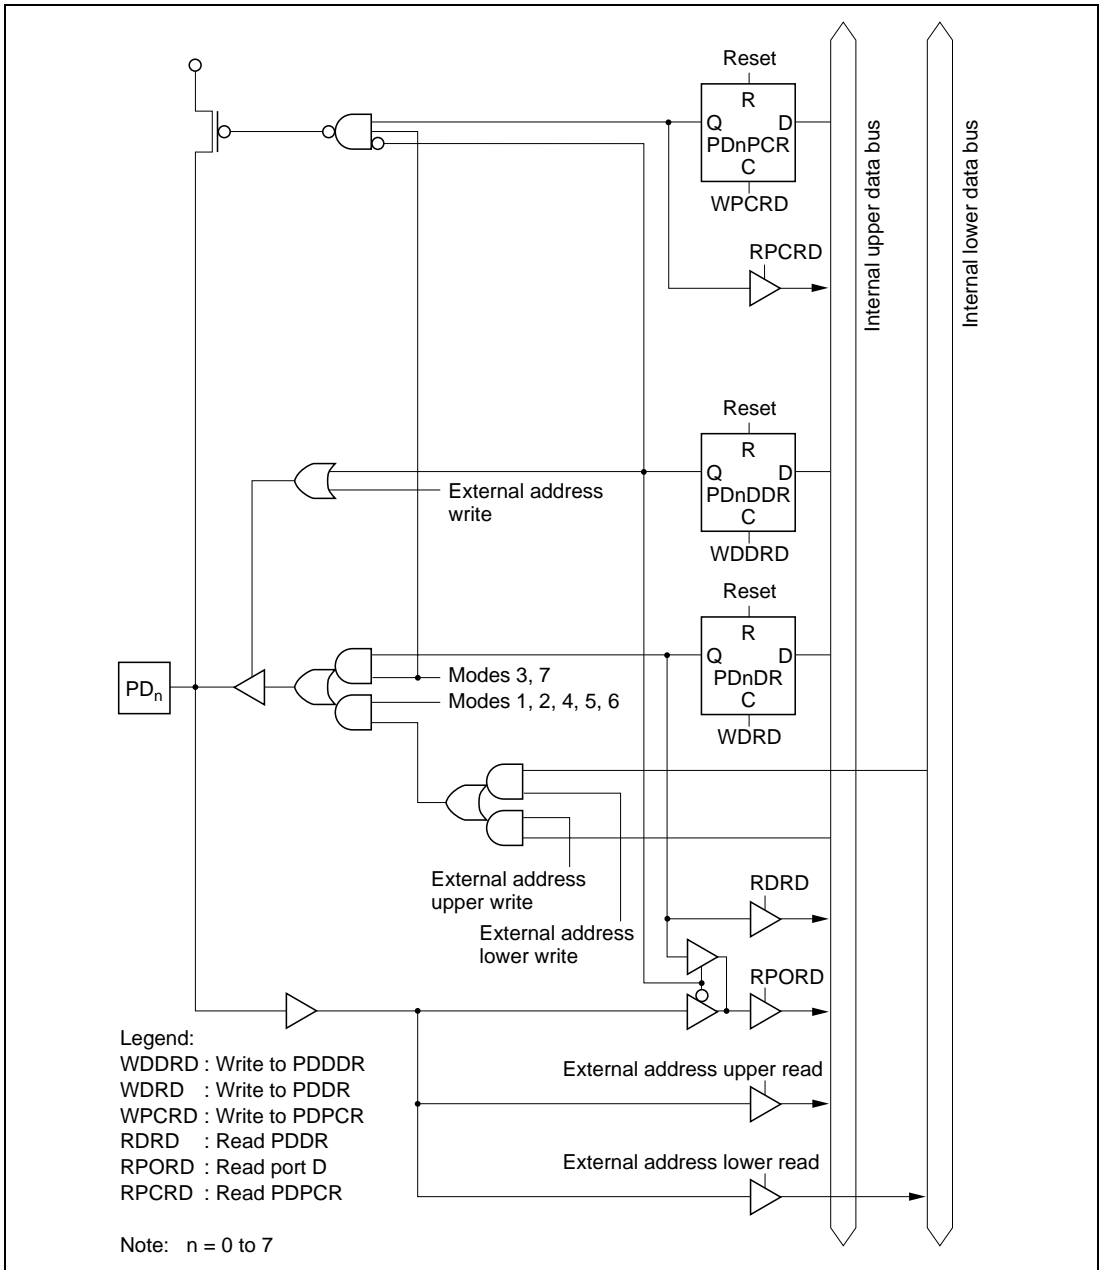 Reset
R
Q D
PDnPCR
C
WPCRD
RPCRD
Internal upper data bus
Internal lower data bus
Reset
R
Q D
PDnDDR
C
WDDRD
External address
write
Reset
R
Q D
PDnDR
C
WDRD
PDn
Modes 3, 7
Modes 1, 2, 4, 5, 6
External address
upper write
External address
lower write
RDRD
RPORD
External address upper read
External address lower read
Legend:
WDDRD : Write to PDDDR
WDRD : Write to PDDR
WPCRD : Write to PDPCR
RDRD : Read PDDR
RPORD : Read port D
RPCRD : Read PDPCR
Note: n = 0 to 7